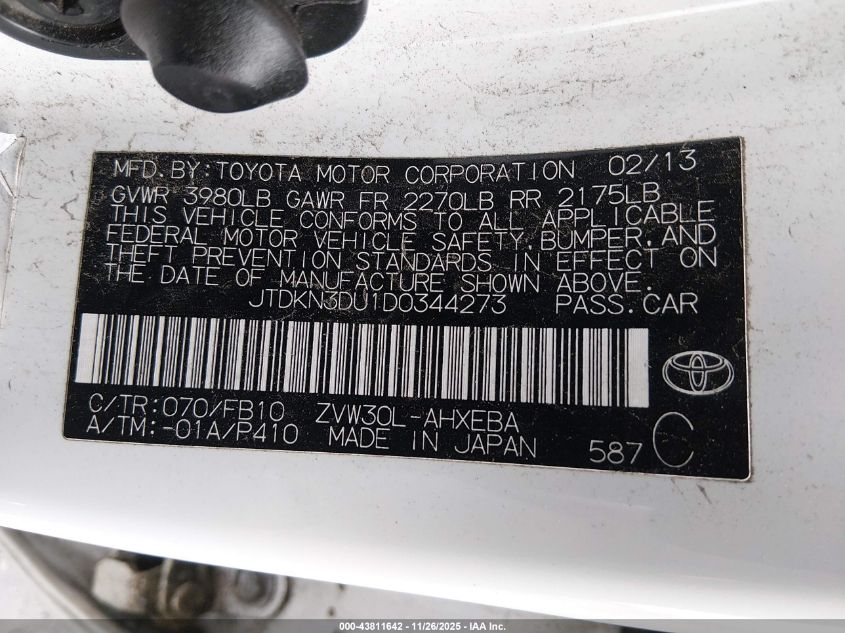 MFD.BY:TOYOTA MOTOR CORPORATION 02/13
GVWR 3980LB GAWR FR 2270LB RR 2175LB
THIS VEHICLE CONFORMS TO ALL APPLICABLE
FEDERAL MOTOR VEHICLE SAFETY,BUMPER,AND
THEFT PREVENTION STANDARDS IN EFFECT ON
THE DATE OF MANUFACTURE SHOWN ABOVE.
JTDKN3DU1D0344273 PASS.CAR
C/TR:070/FB10 ZVW30L-AHXEBA
A/TM:-01A/P410 MADE IN JAPAN 587 C
000-43811642 | 11/26/2025 - IAA Inc.